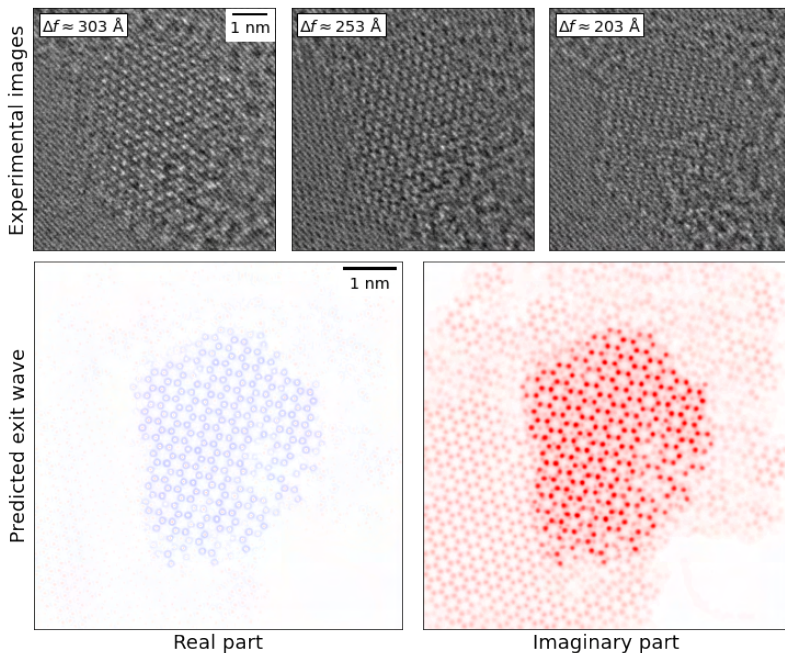 Experimental images
Δf ≈ 303 Å
1 nm
Δf ≈ 253 Å
Δf ≈ 203 Å
Predicted exit wave
1 nm
Real part
Imaginary part